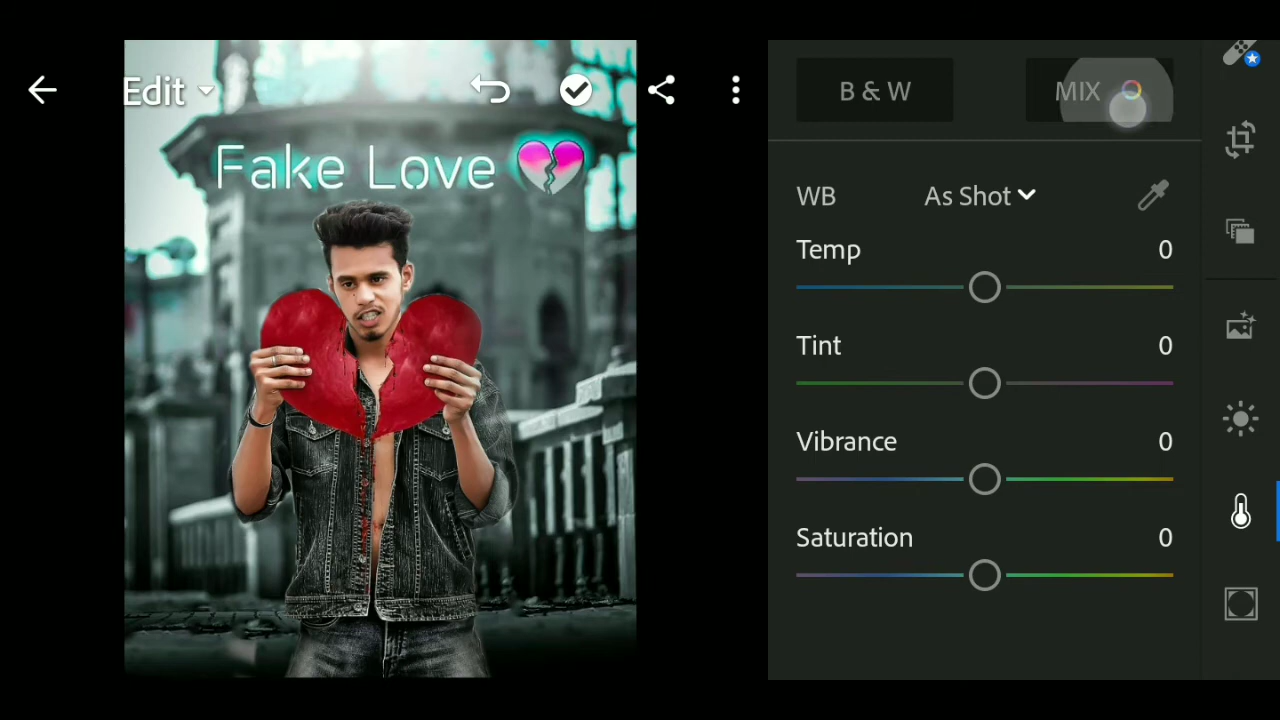 Edit
Fake Love 💔
B & W
MIX
WB As Shot
Temp 0
Tint 0
Vibrance 0
Saturation 0